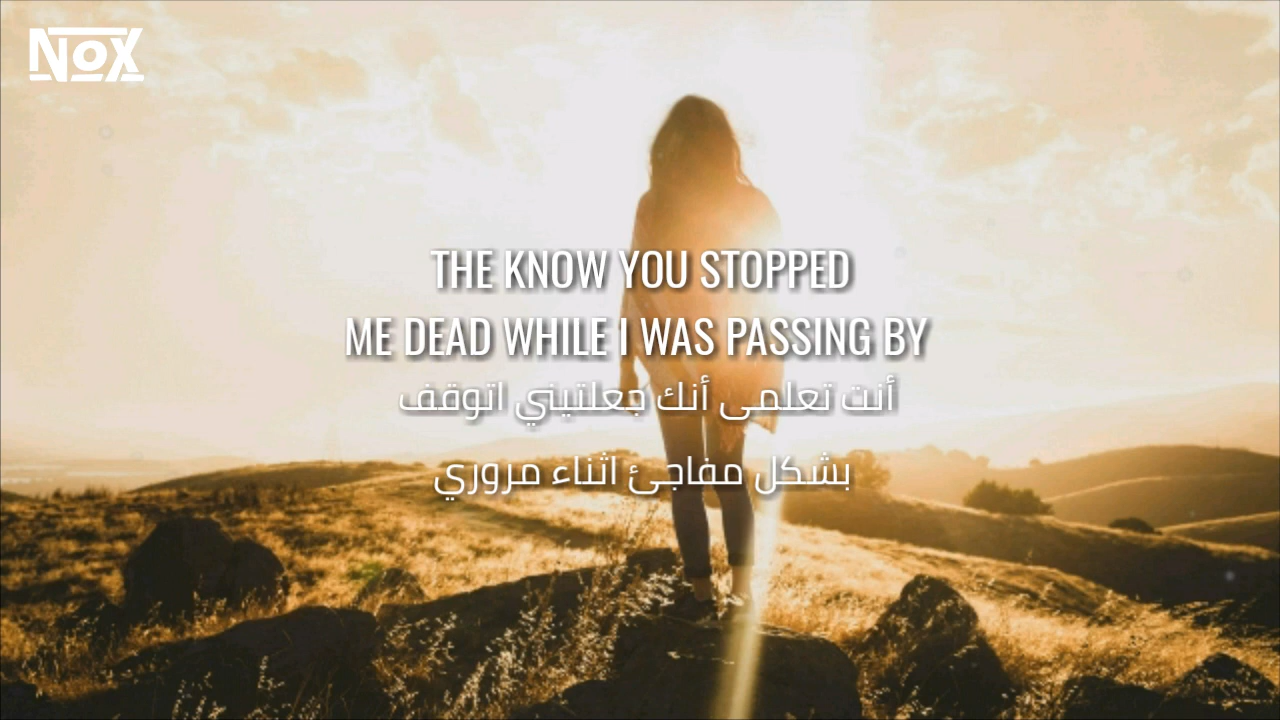 NOX
THE KNOW YOU STOPPED
ME DEAD WHILE I WAS PASSING BY
أنت تعلمى أنك جعلتيني اتوقف
بشكل مفاجئ اثناء مروري